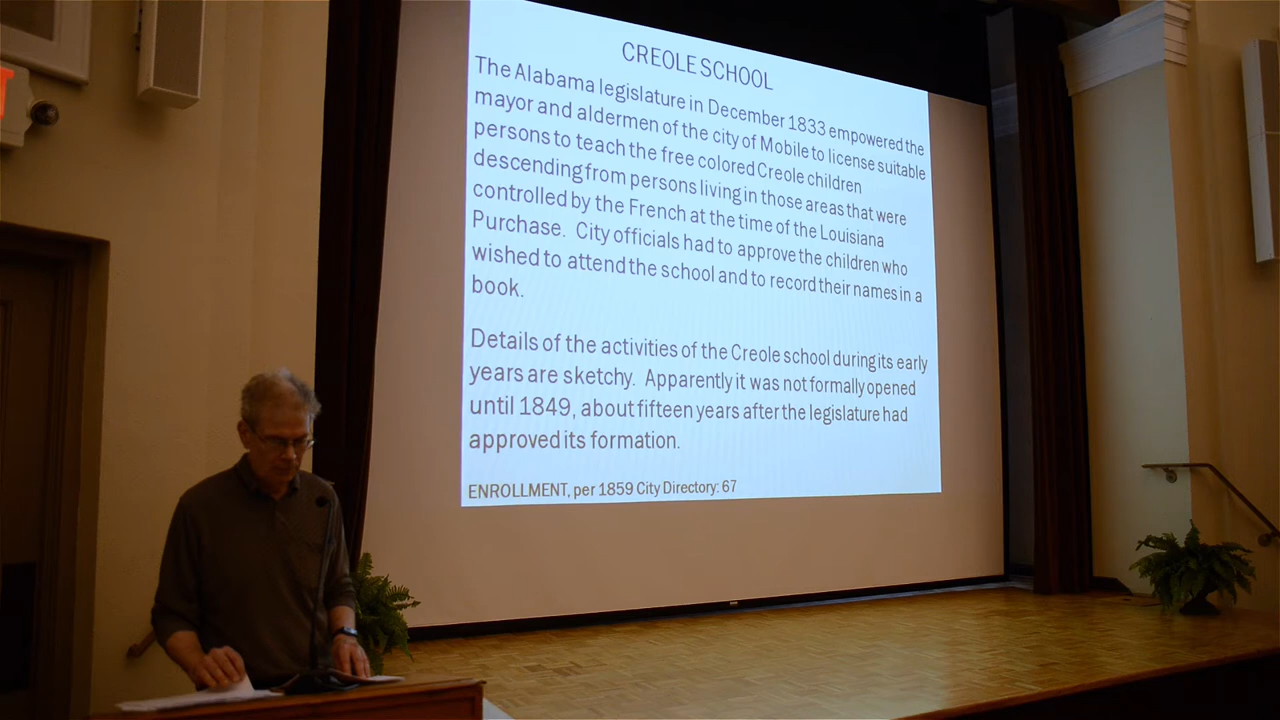 CREOLE SCHOOL
The Alabama legislature in December 1833 empowered the
mayor and aldermen of the city of Mobile to license suitable
persons to teach the free colored Creole children
descending from persons living in those areas that were
controlled by the French at the time of the Louisiana
Purchase. City officials had to approve the children who
wished to attend the school and to record their names in a
book.
Details of the activities of the Creole school during its early
years are sketchy. Apparently it was not formally opened
until 1849, about fifteen years after the legislature had
approved its formation.
ENROLLMENT, per 1859 City Directory: 67